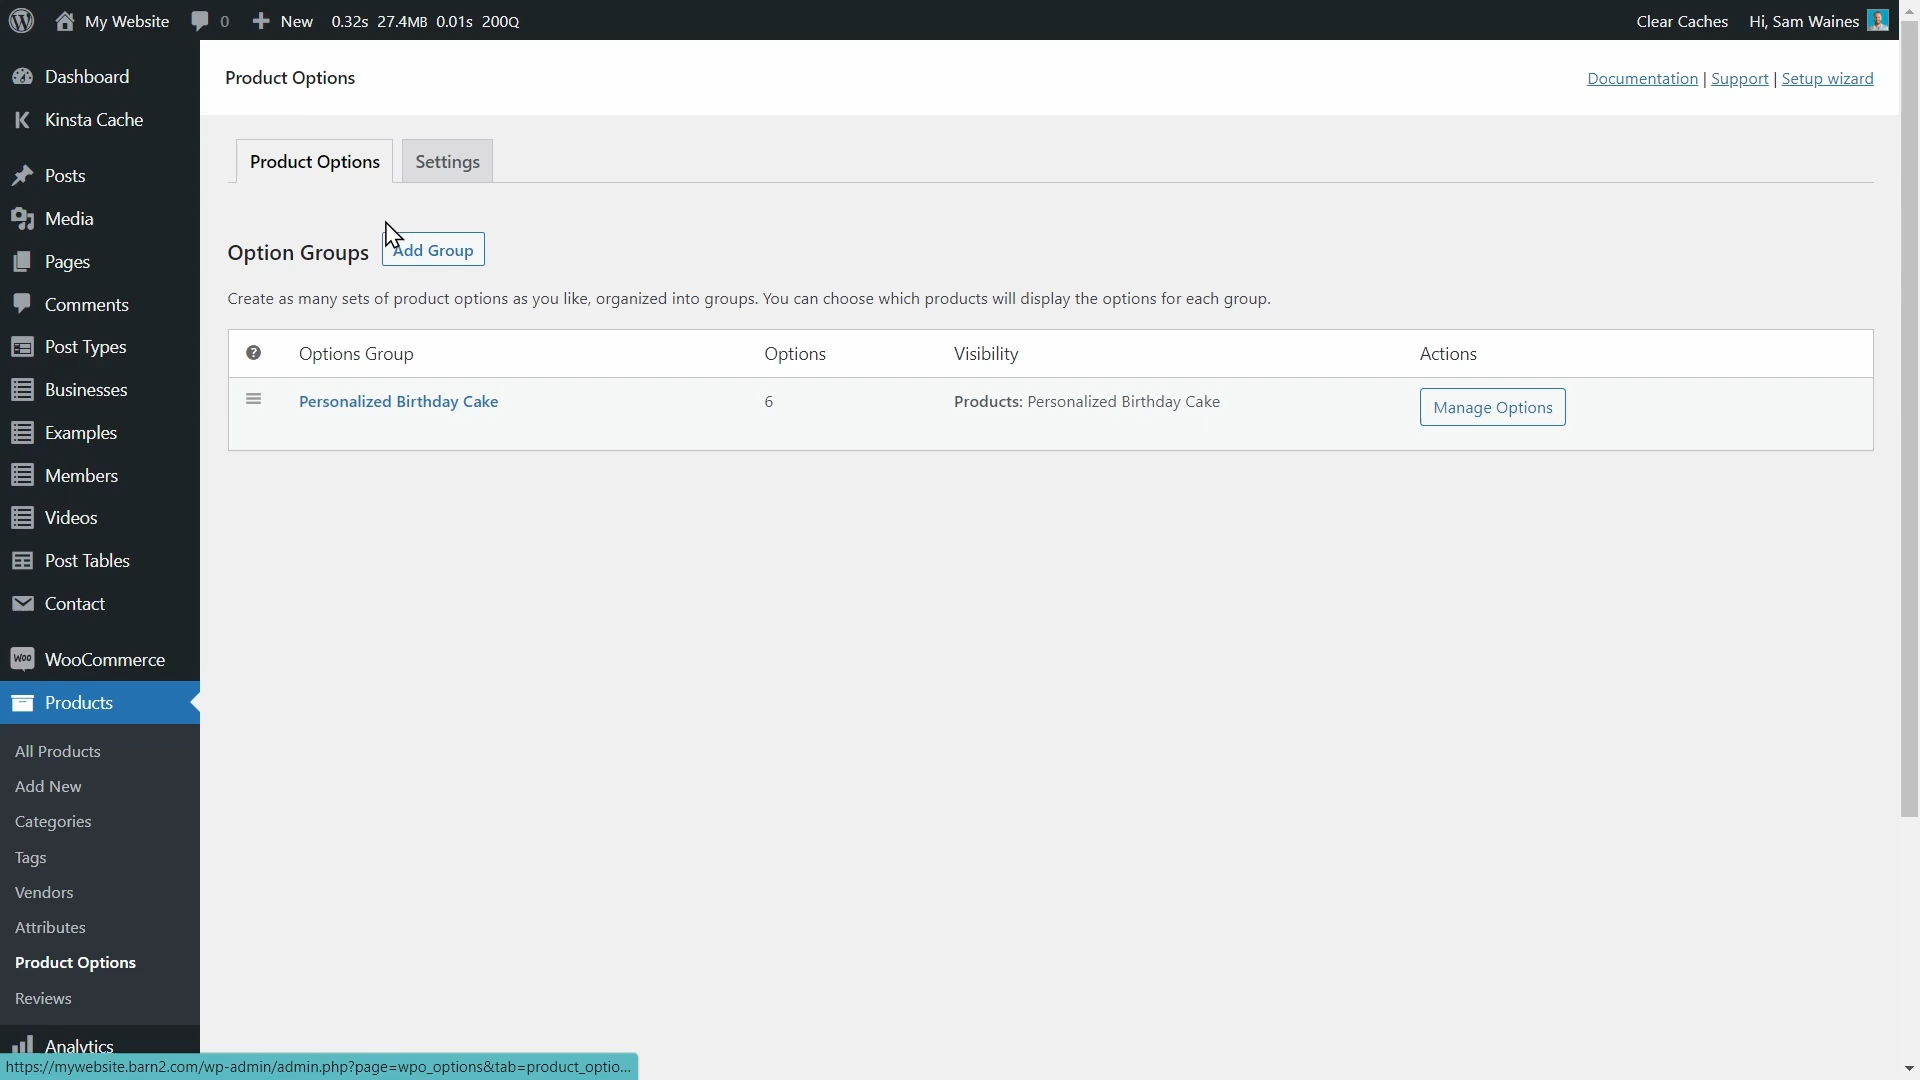 My Website 0 New 0.32s 27.4MB 0.01s 200Q Clear Caches Hi, Sam Waines
Dashboard
Kinsta Cache
Posts
Media
Pages
Comments
Post Types
Businesses
Examples
Members
Videos
Post Tables
Contact
Woo WooCommerce
Products
All Products
Add New
Categories
Tags
Vendors
Attributes
Product Options
Reviews
Analytics
Product Options
Documentation | Support | Setup wizard
Product Options Settings
Option Groups Add Group
Create as many sets of product options as you like, organized into groups. You can choose which products will display the options for each group.
? Options Group Options Visibility Actions
Personalized Birthday Cake 6 Products: Personalized Birthday Cake Manage Options
https://mywebsite.barn2.com/wp-admin/admin.php?page=wpo_options&tab=product_optio...